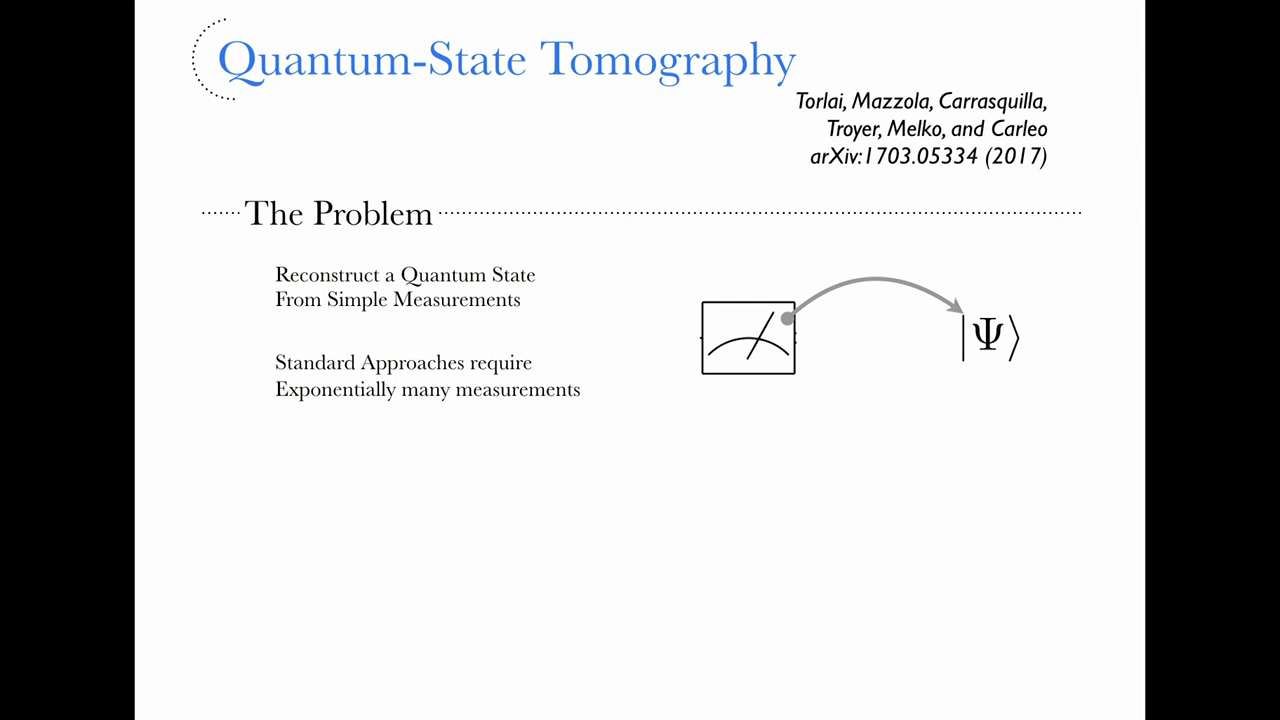 Quantum-State Tomography
Torlai, Mazzola, Carrasquilla,
Troyer, Melko, and Carleo
arXiv:1703.05334 (2017)
The Problem
Reconstruct a Quantum State
From Simple Measurements
|Ψ⟩
Standard Approaches require
Exponentially many measurements